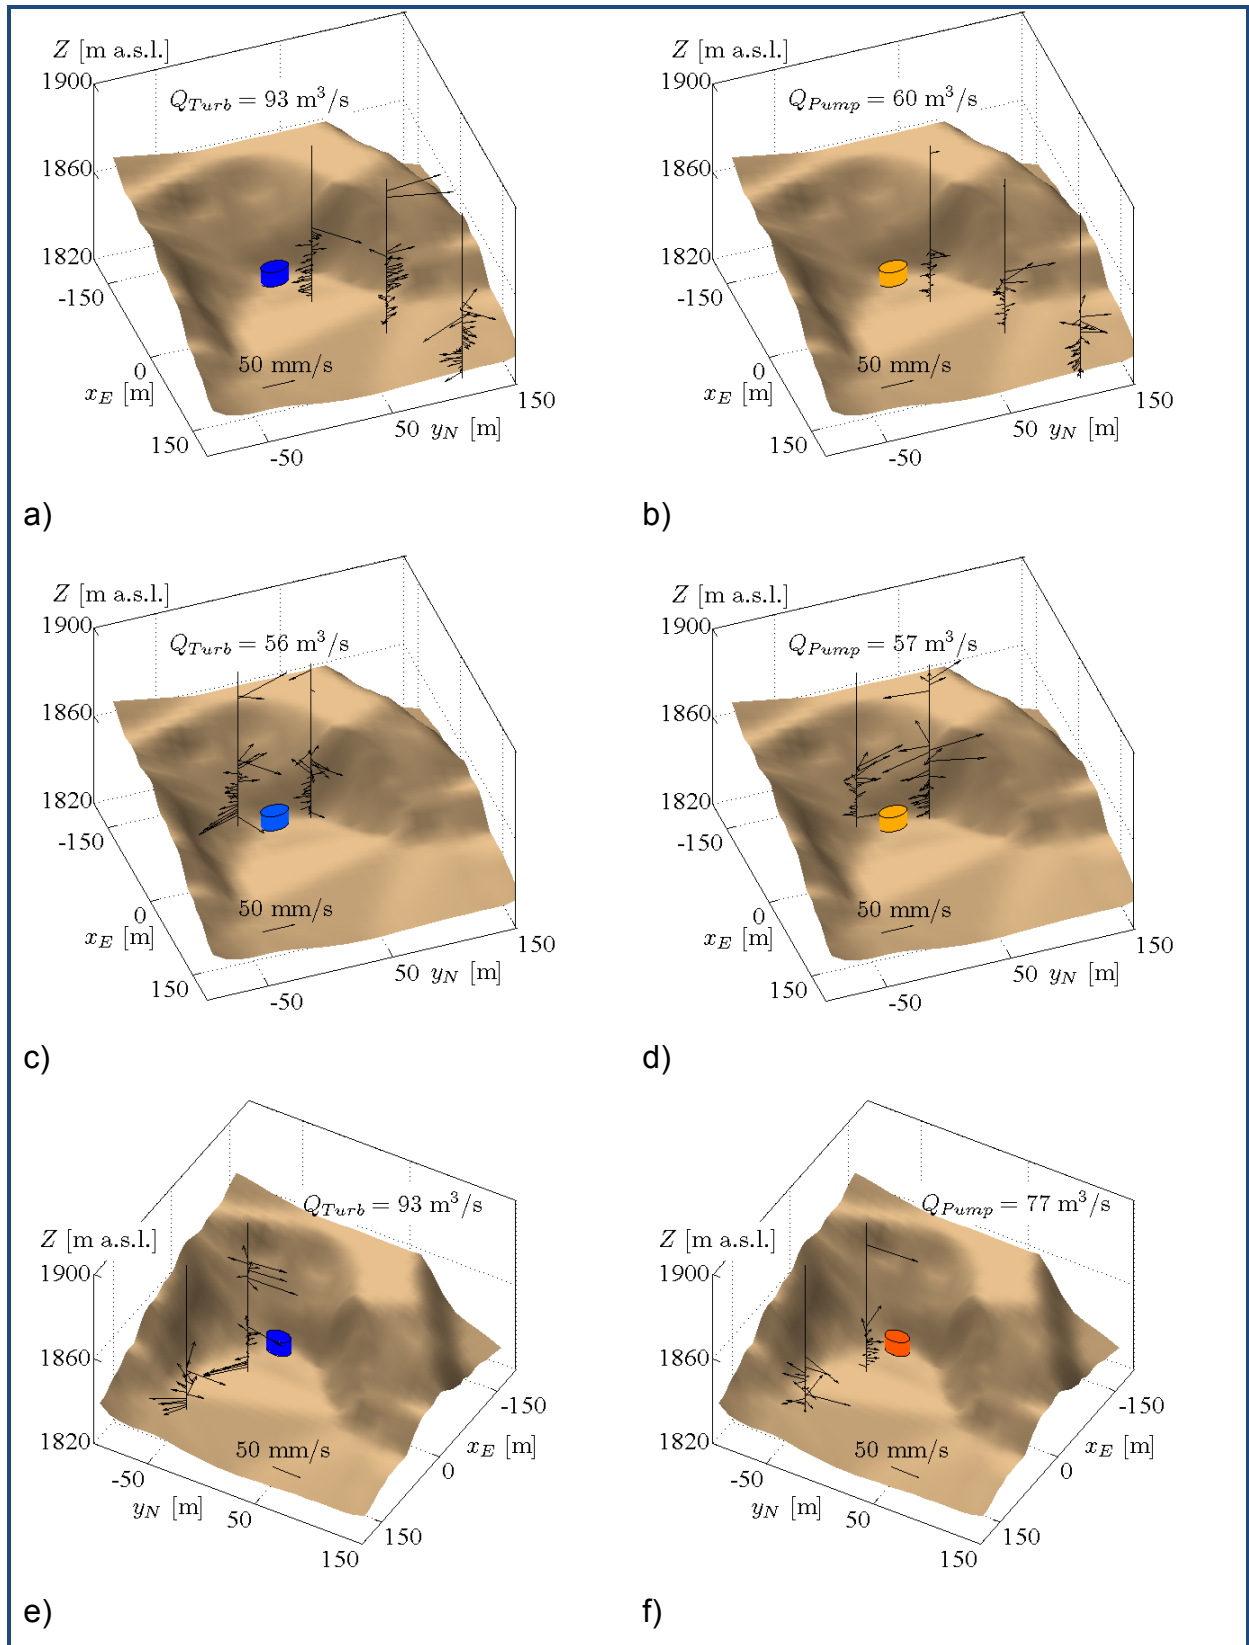 Z [m a.s.l.]
1900
Q_Turb = 93 m³/s
1860
1820
-150
0
x_E [m]
150
50 mm/s
-50
50 y_N [m]
150
a)
Z [m a.s.l.]
1900
Q_Pump = 60 m³/s
1860
1820
-150
0
x_E [m]
150
50 mm/s
-50
50 y_N [m]
150
b)
Z [m a.s.l.]
1900
Q_Turb = 56 m³/s
1860
1820
-150
0
x_E [m]
150
50 mm/s
-50
50 y_N [m]
150
c)
Z [m a.s.l.]
1900
Q_Pump = 57 m³/s
1860
1820
-150
0
x_E [m]
150
50 mm/s
-50
50 y_N [m]
150
d)
Q_Turb = 93 m³/s
Z [m a.s.l.]
1900
1860
1820
-50
y_N [m]
50
150
50 mm/s
-150
x_E [m]
0
150
e)
Q_Pump = 77 m³/s
Z [m a.s.l.]
1900
1860
1820
-50
y_N [m]
50
150
50 mm/s
-150
x_E [m]
0
150
f)